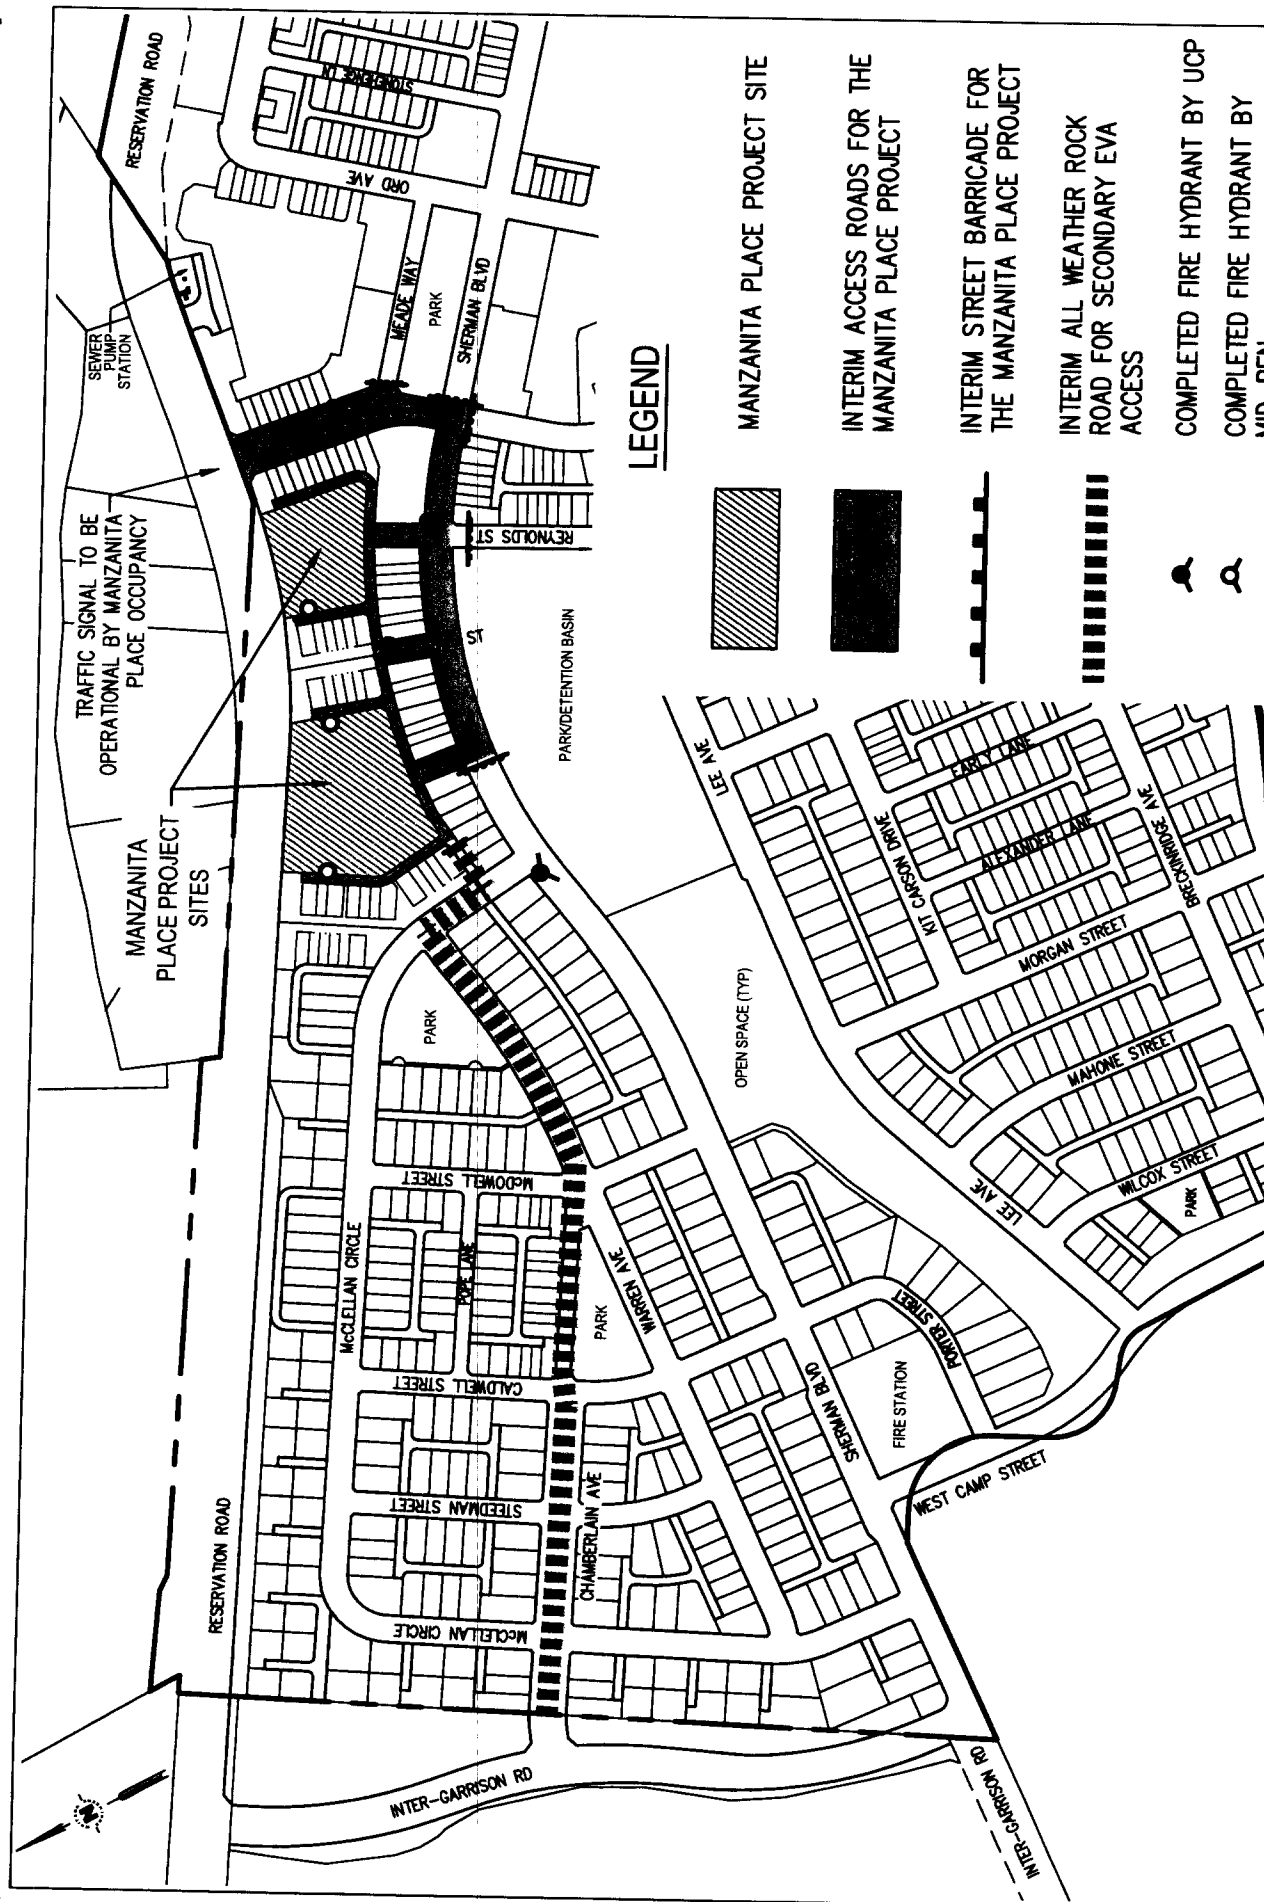 RESERVATION ROAD
STONEHENGE LN
ORD AVE
SEWER
PUMP
STATION
MEADE WAY
PARK
SHERMAN BLVD
TRAFFIC SIGNAL TO BE
OPERATIONAL BY MANZANITA
PLACE OCCUPANCY
REYNOLDS ST
ST
PARK/DETENTION BASIN
MANZANITA
PLACE PROJECT
SITES
LEGEND
MANZANITA PLACE PROJECT SITE
INTERIM ACCESS ROADS FOR THE
MANZANITA PLACE PROJECT
INTERIM STREET BARRICADE FOR
THE MANZANITA PLACE PROJECT
INTERIM ALL WEATHER ROCK
ROAD FOR SECONDARY EVA
ACCESS
COMPLETED FIRE HYDRANT BY UCP
COMPLETED FIRE HYDRANT BY
MID-PEN
LEE AVE
EARLY LANE
KIT CARSON DRIVE
ALEXANDER LANE
BRECKINRIDGE AVE
MORGAN STREET
MAHONE STREET
WILCOX STREET
PARK
LEE AVE
OPEN SPACE (TYP)
PARK
McDOWELL STREET
McCLELLAN CIRCLE
POPE LANE
WARREN AVE
PARK
CALDWELL STREET
PORTER STREET
SHERMAN BLVD
FIRE STATION
WEST CAMP STREET
STEEDMAN STREET
CHAMBERLAIN AVE
RESERVATION ROAD
McCLELLAN CIRCLE
INTER-GARRISON RD
INTER-GARRISON RD
N